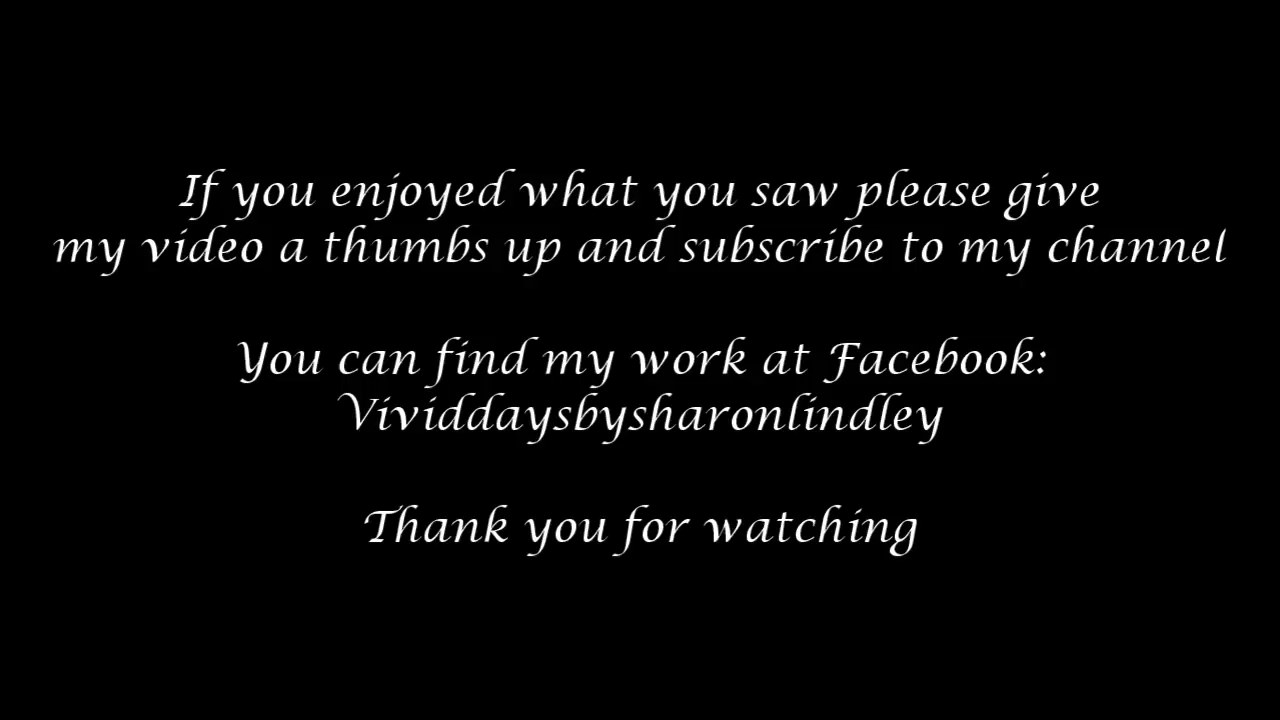 If you enjoyed what you saw please give
my video a thumbs up and subscribe to my channel
You can find my work at Facebook:
Vividdaysbysharonlindley
Thank you for watching